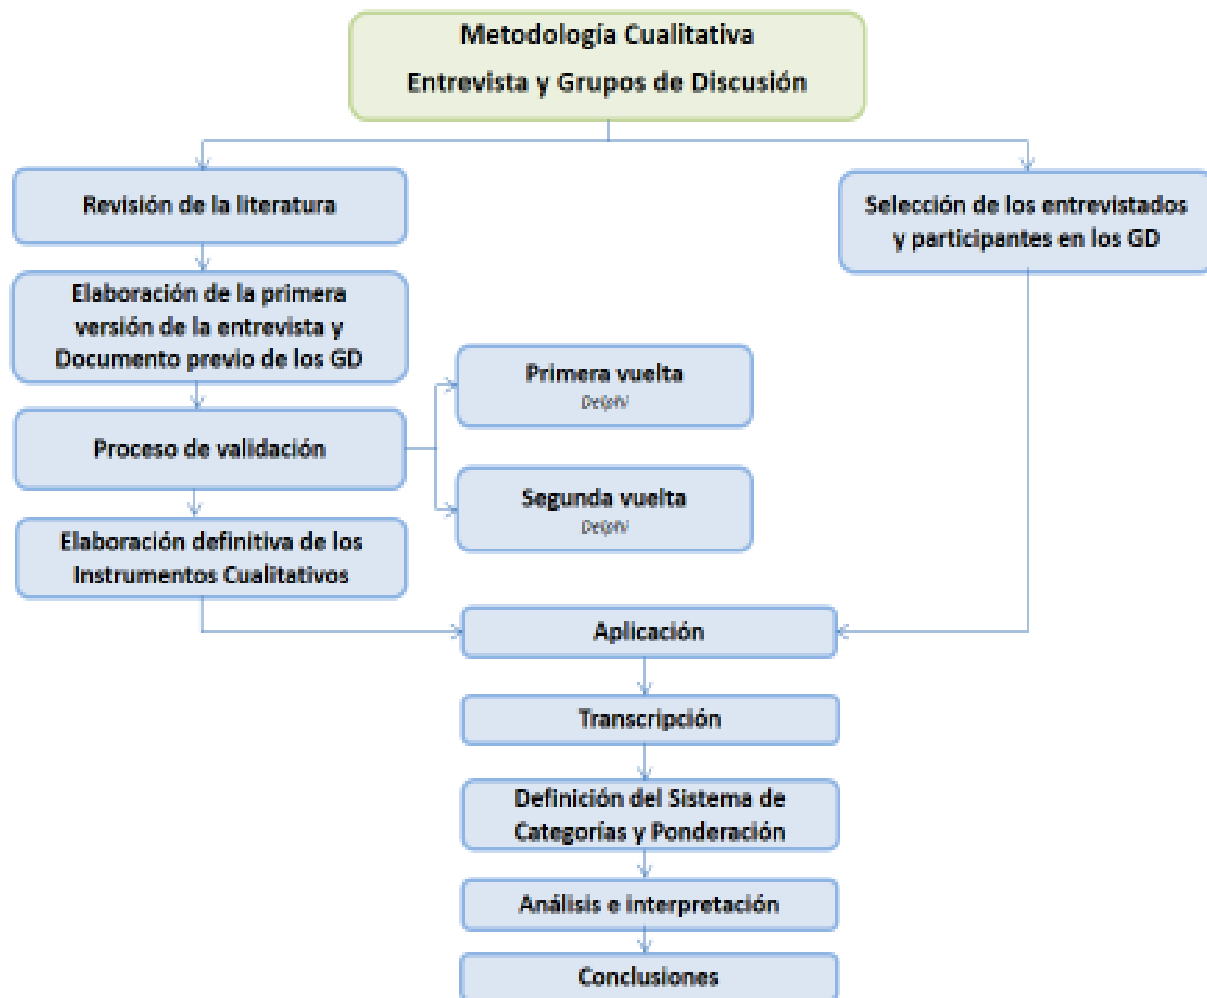 Metodología Cualitativa
Entrevista y Grupos de Discusión
Revisión de la literatura
Selección de los entrevistados
y participantes en los GD
Elaboración de la primera
versión de la entrevista y
Documento previo de los GD
Primera vuelta
Delphi
Proceso de validación
Segunda vuelta
Delphi
Elaboración definitiva de los
Instrumentos Cualitativos
Aplicación
Transcripción
Definición del Sistema de
Categorías y Ponderación
Análisis e interpretación
Conclusiones